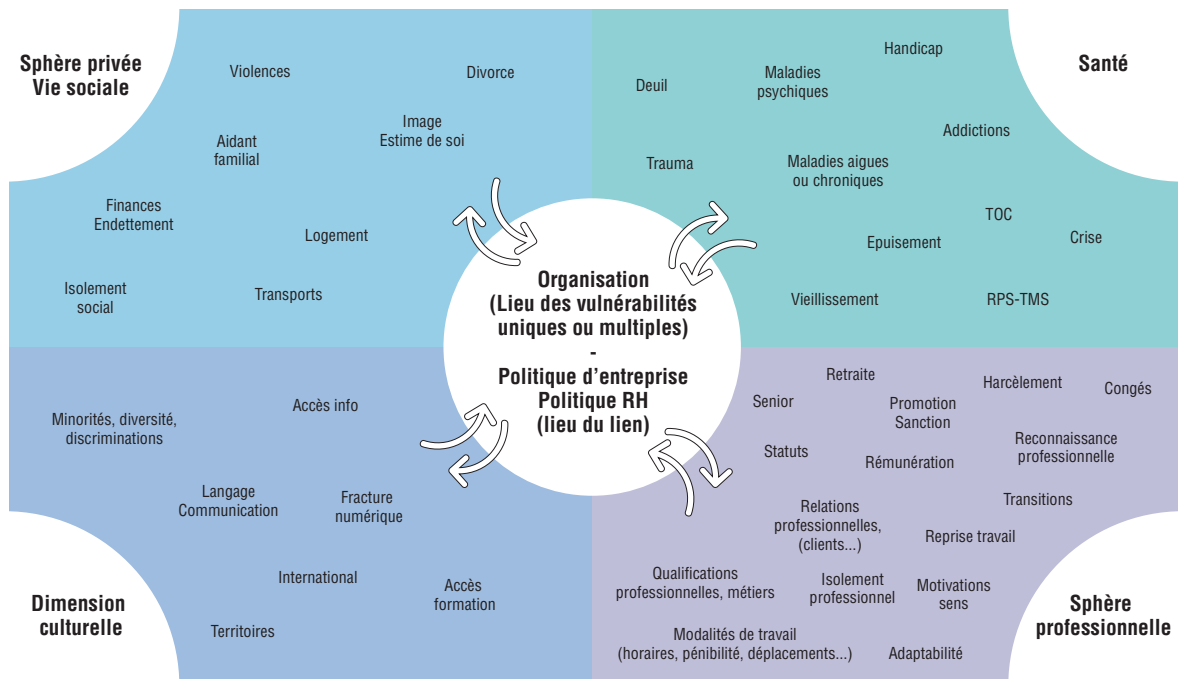 Sphère privée
Vie sociale
Violences
Divorce
Image
Estime de soi
Aidant
familial
Finances
Endettement
Logement
Isolement
social
Transports
Santé
Handicap
Deuil
Maladies
psychiques
Addictions
Trauma
Maladies aigues
ou chroniques
TOC
Epuisement
Crise
Vieillissement
RPS-TMS
Organisation
(Lieu des vulnérabilités
uniques ou multiples)
-
Politique d’entreprise
Politique RH
(lieu du lien)
Minorités, diversité,
discriminations
Accès info
Langage
Communication
Fracture
numérique
International
Accès
formation
Territoires
Dimension
culturelle
Retraite
Harcèlement
Congés
Senior
Promotion
Sanction
Statuts
Rémunération
Reconnaissance
professionnelle
Transitions
Relations
professionnelles,
(clients...)
Reprise travail
Qualifications
professionnelles, métiers
Isolement
professionnel
Motivations
sens
Modalités de travail
(horaires, pénibilité, déplacements...)
Adaptabilité
Sphère
professionnelle